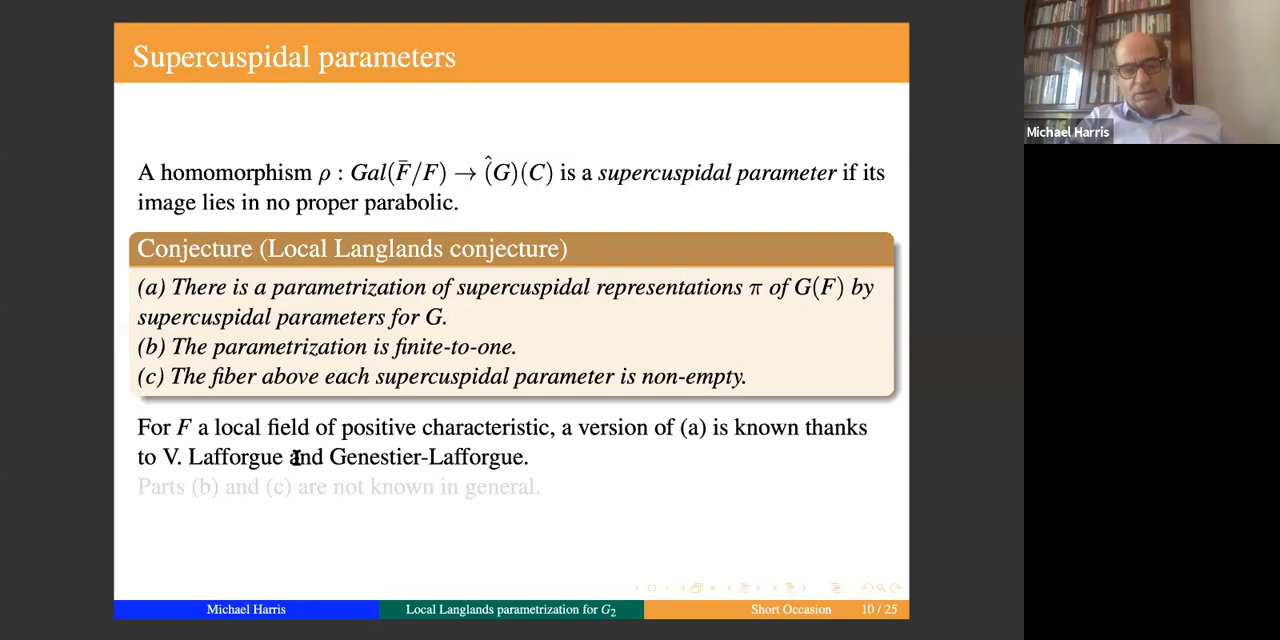 Supercuspidal parameters
A homomorphism ρ : Gal(F̄/F) → (̂G)(C) is a supercuspidal parameter if its
image lies in no proper parabolic.
Conjecture (Local Langlands conjecture)
(a) There is a parametrization of supercuspidal representations π of G(F) by
supercuspidal parameters for G.
(b) The parametrization is finite-to-one.
(c) The fiber above each supercuspidal parameter is non-empty.
For F a local field of positive characteristic, a version of (a) is known thanks
to V. Lafforgue and Genestier-Lafforgue.
Parts (b) and (c) are not known in general.
Michael Harris
Local Langlands parametrization for G₂
Short Occasion
10 / 25
Michael Harris